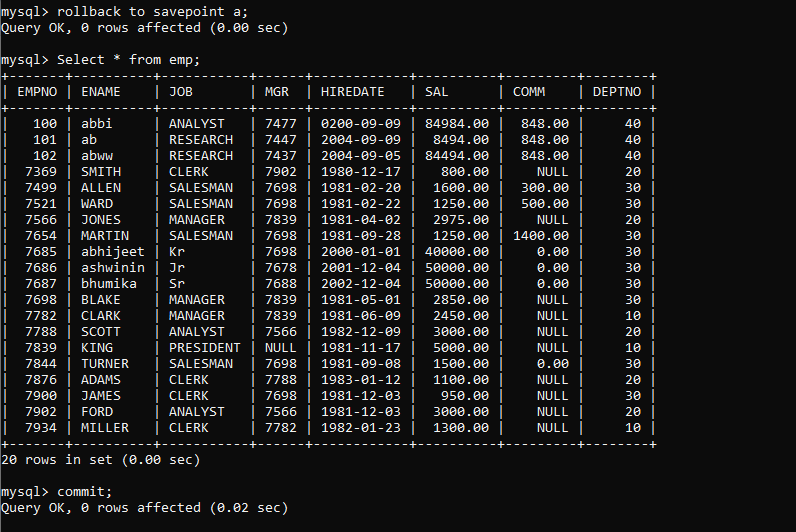 mysql> rollback to savepoint a;
Query OK, 0 rows affected (0.00 sec)
mysql> Select * from emp;
+-------+-----------+-----------+------+------------+----------+---------+--------+
| EMPNO | ENAME     | JOB       | MGR  | HIREDATE   | SAL      | COMM    | DEPTNO |
+-------+-----------+-----------+------+------------+----------+---------+--------+
|   100 | abbi      | ANALYST   | 7477 | 0200-09-09 | 84984.00 |  848.00 |     40 |
|   101 | ab        | RESEARCH  | 7447 | 2004-09-09 |  8494.00 |  848.00 |     40 |
|   102 | abww      | RESEARCH  | 7437 | 2004-09-05 | 84494.00 |  848.00 |     40 |
|  7369 | SMITH     | CLERK     | 7902 | 1980-12-17 |   800.00 |    NULL |     20 |
|  7499 | ALLEN     | SALESMAN  | 7698 | 1981-02-20 |  1600.00 |  300.00 |     30 |
|  7521 | WARD      | SALESMAN  | 7698 | 1981-02-22 |  1250.00 |  500.00 |     30 |
|  7566 | JONES     | MANAGER   | 7839 | 1981-04-02 |  2975.00 |    NULL |     20 |
|  7654 | MARTIN    | SALESMAN  | 7698 | 1981-09-28 |  1250.00 | 1400.00 |     30 |
|  7685 | abhijeet  | Kr        | 7698 | 2000-01-01 | 40000.00 |    0.00 |     30 |
|  7686 | ashwinin  | Jr        | 7678 | 2001-12-04 | 50000.00 |    0.00 |     30 |
|  7687 | bhumika   | Sr        | 7688 | 2002-12-04 | 50000.00 |    0.00 |     30 |
|  7698 | BLAKE     | MANAGER   | 7839 | 1981-05-01 |  2850.00 |    NULL |     30 |
|  7782 | CLARK     | MANAGER   | 7839 | 1981-06-09 |  2450.00 |    NULL |     10 |
|  7788 | SCOTT     | ANALYST   | 7566 | 1982-12-09 |  3000.00 |    NULL |     20 |
|  7839 | KING      | PRESIDENT | NULL | 1981-11-17 |  5000.00 |    NULL |     10 |
|  7844 | TURNER    | SALESMAN  | 7698 | 1981-09-08 |  1500.00 |    0.00 |     30 |
|  7876 | ADAMS     | CLERK     | 7788 | 1983-01-12 |  1100.00 |    NULL |     20 |
|  7900 | JAMES     | CLERK     | 7698 | 1981-12-03 |   950.00 |    NULL |     30 |
|  7902 | FORD      | ANALYST   | 7566 | 1981-12-03 |  3000.00 |    NULL |     20 |
|  7934 | MILLER    | CLERK     | 7782 | 1982-01-23 |  1300.00 |    NULL |     10 |
+-------+-----------+-----------+------+------------+----------+---------+--------+
20 rows in set (0.00 sec)
mysql> commit;
Query OK, 0 rows affected (0.02 sec)